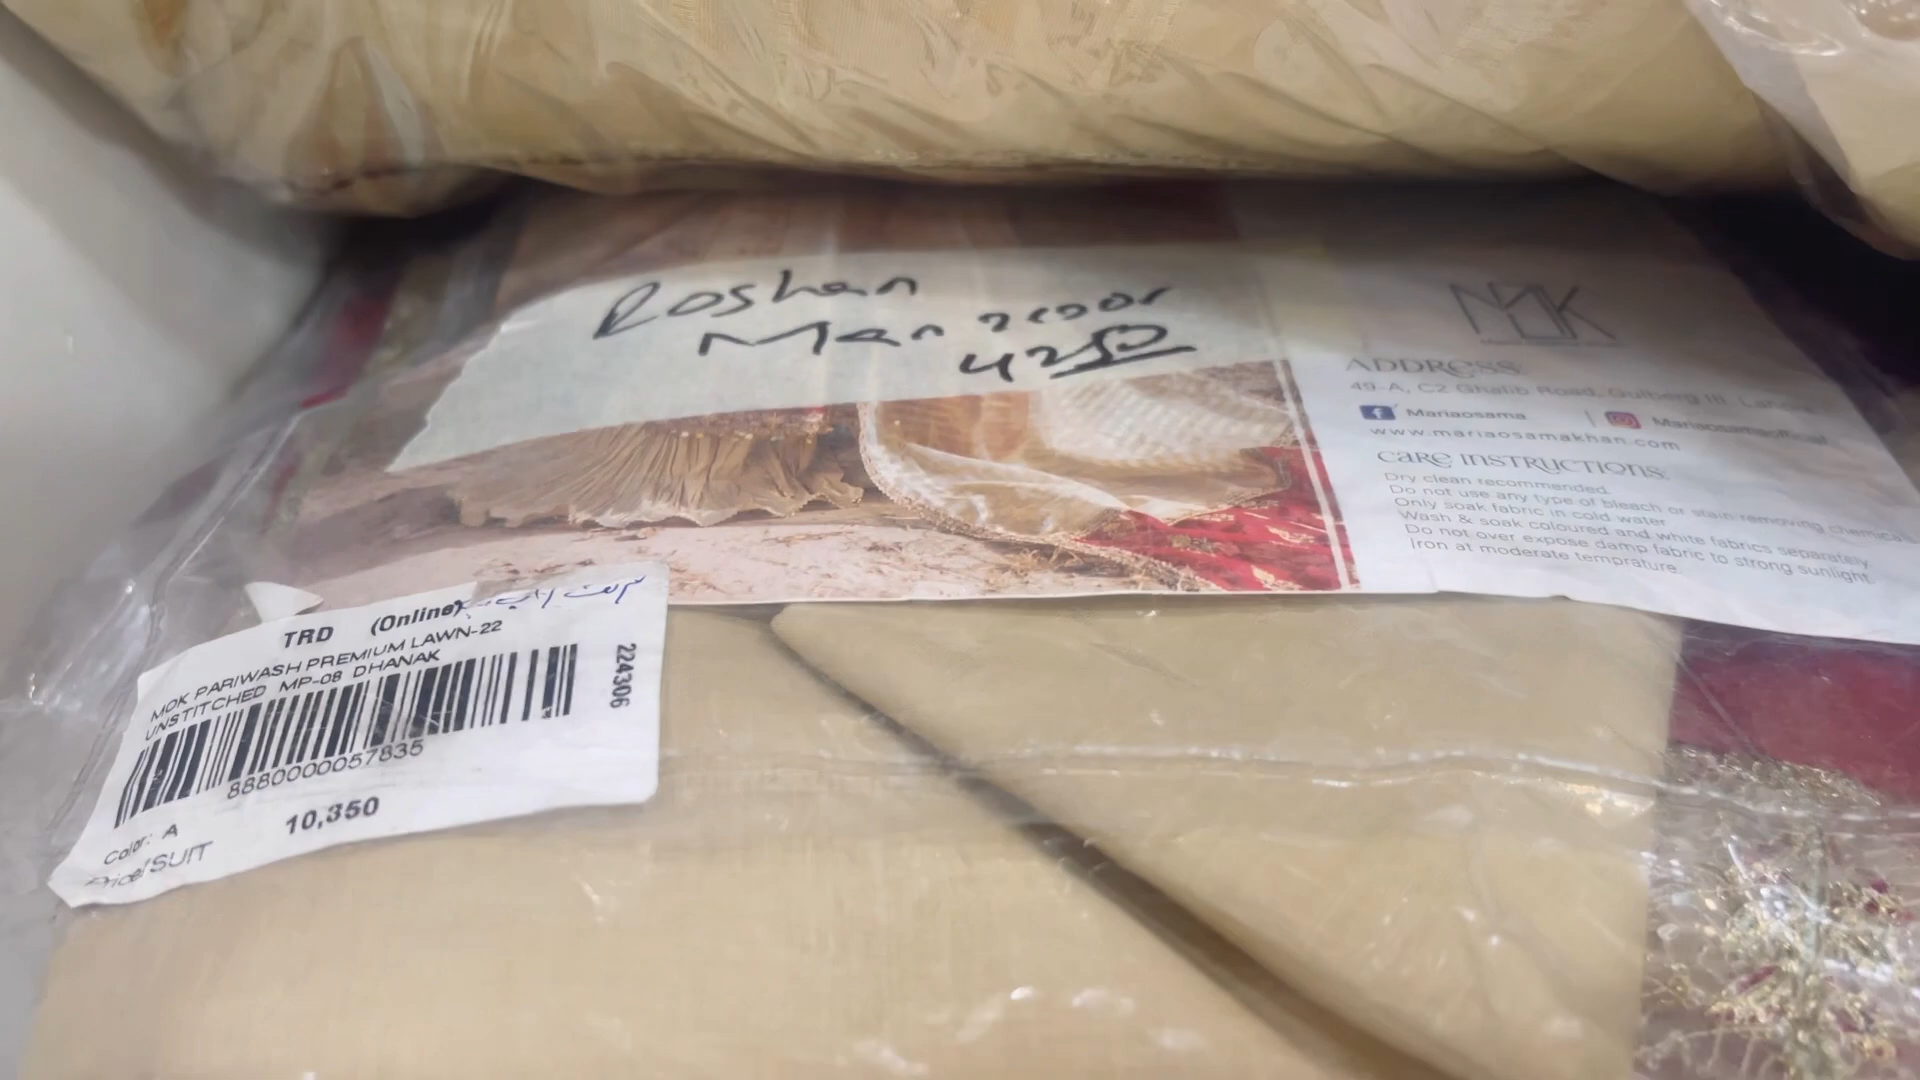 Roshan
Manzoor
4250
MOK
ADDRESS
49-A, C2 Ghalib Road, Gulberg III
Mariaosama | Mariaosamaofficial
www.mariaosamakhan.com
CARE INSTRUCTIONS
Dry clean recommended.
Do not use any type of bleach or stain removing chemical
Only soak fabric in cold water
Wash & soak coloured and white fabrics separately.
Do not over expose damp fabric to strong sunlight.
Iron at moderate temprature.
TRD (Online)
MOK PARIWASH PREMIUM LAWN-22
UNSTITCHED MP-08 DHANAK
224306
8880000057835
10,350
Color: A
Price/SUIT